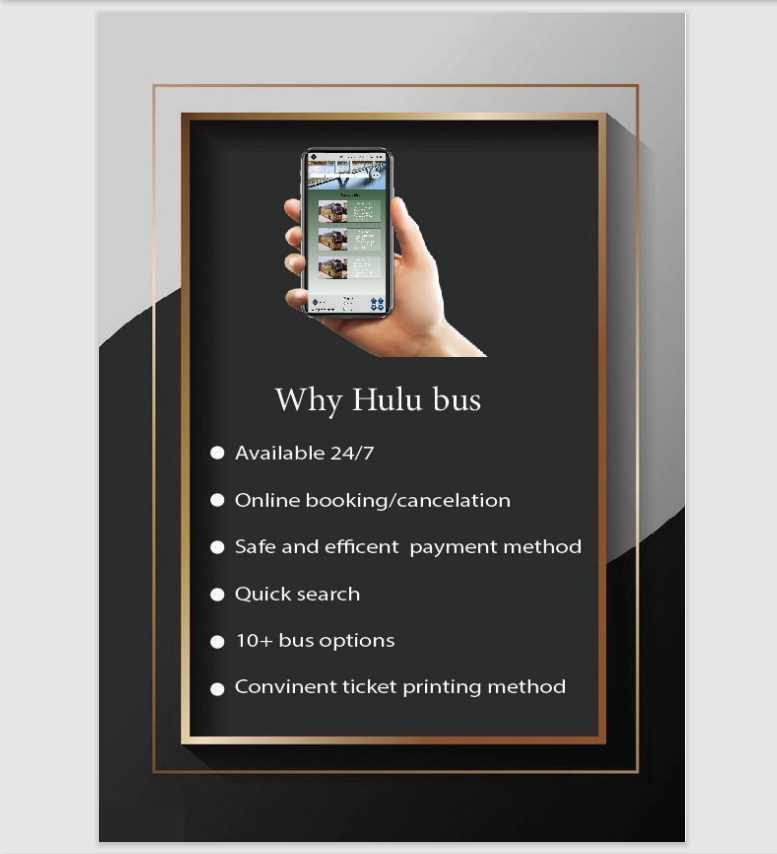 Why Hulu bus
Available 24/7
Online booking/cancelation
Safe and efficent payment method
Quick search
10+ bus options
Convinent ticket printing method